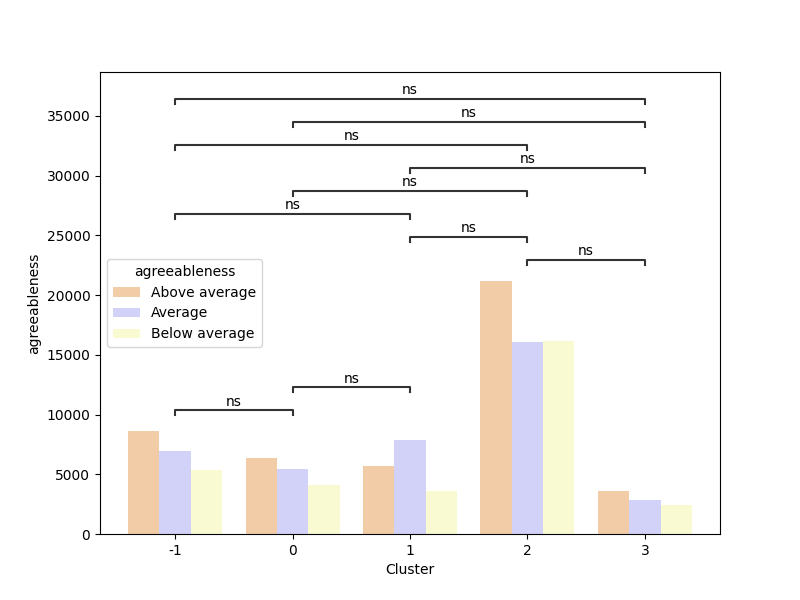 ns
ns
ns
ns
ns
ns
ns
ns
ns
ns
35000
30000
25000
20000
15000
10000
5000
0
agreeableness
agreeableness
Above average
Average
Below average
-1 0 1 2 3
Cluster